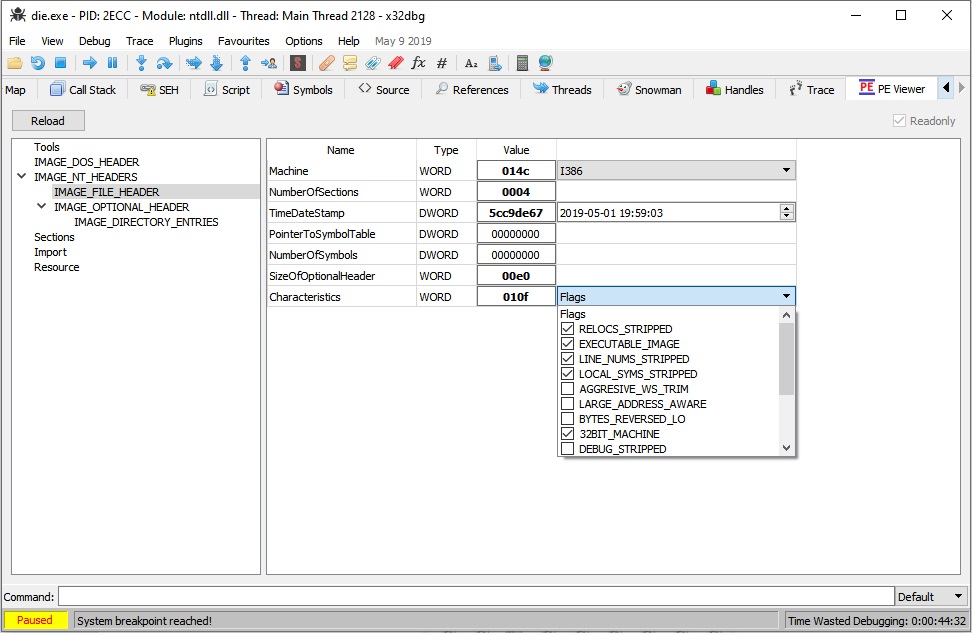 die.exe - PID: 2ECC - Module: ntdll.dll - Thread: Main Thread 2128 - x32dbg
File View Debug Trace Plugins Favourites Options Help May 9 2019
S fx # Az
Map Call Stack SEH Script Symbols Source References Threads Snowman Handles Trace PE PE Viewer
Reload Readonly
Tools
IMAGE_DOS_HEADER
IMAGE_NT_HEADERS
IMAGE_FILE_HEADER
IMAGE_OPTIONAL_HEADER
IMAGE_DIRECTORY_ENTRIES
Sections
Import
Resource
Name Type Value
Machine WORD 014c I386
NumberOfSections WORD 0004
TimeDateStamp DWORD 5cc9de67 2019-05-01 19:59:03
PointerToSymbolTable DWORD 00000000
NumberOfSymbols DWORD 00000000
SizeOfOptionalHeader WORD 00e0
Characteristics WORD 010f Flags
Flags
RELOCS_STRIPPED
EXECUTABLE_IMAGE
LINE_NUMS_STRIPPED
LOCAL_SYMS_STRIPPED
AGGRESIVE_WS_TRIM
LARGE_ADDRESS_AWARE
BYTES_REVERSED_LO
32BIT_MACHINE
DEBUG_STRIPPED
Command: Default
Paused System breakpoint reached! Time Wasted Debugging: 0:00:44:32